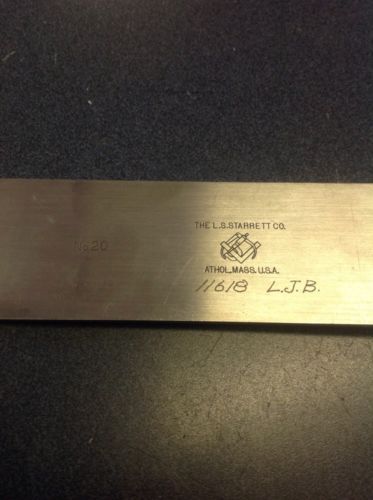 THE L.S. STARRETT CO.
No 20
ATHOL, MASS. U.S.A.
11618 L.J.B.